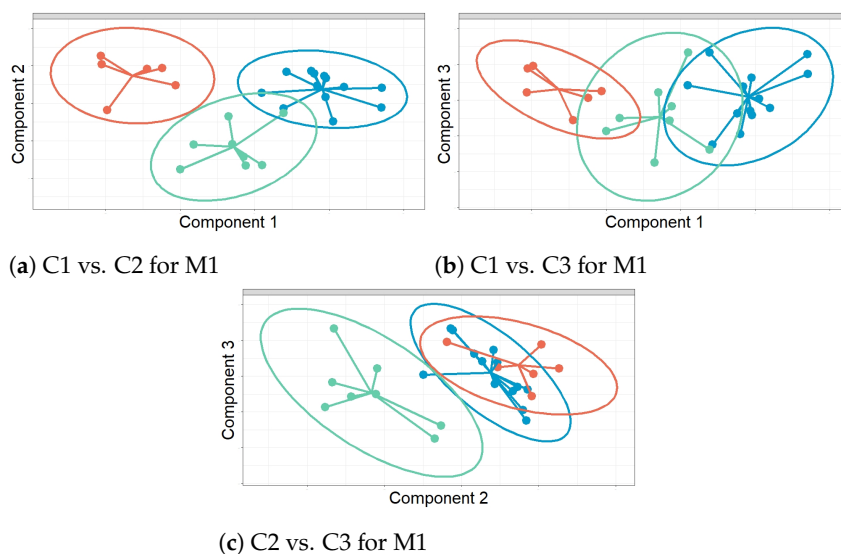 Component 2
Component 1
(a) C1 vs. C2 for M1
Component 3
Component 1
(b) C1 vs. C3 for M1
Component 3
Component 2
(c) C2 vs. C3 for M1